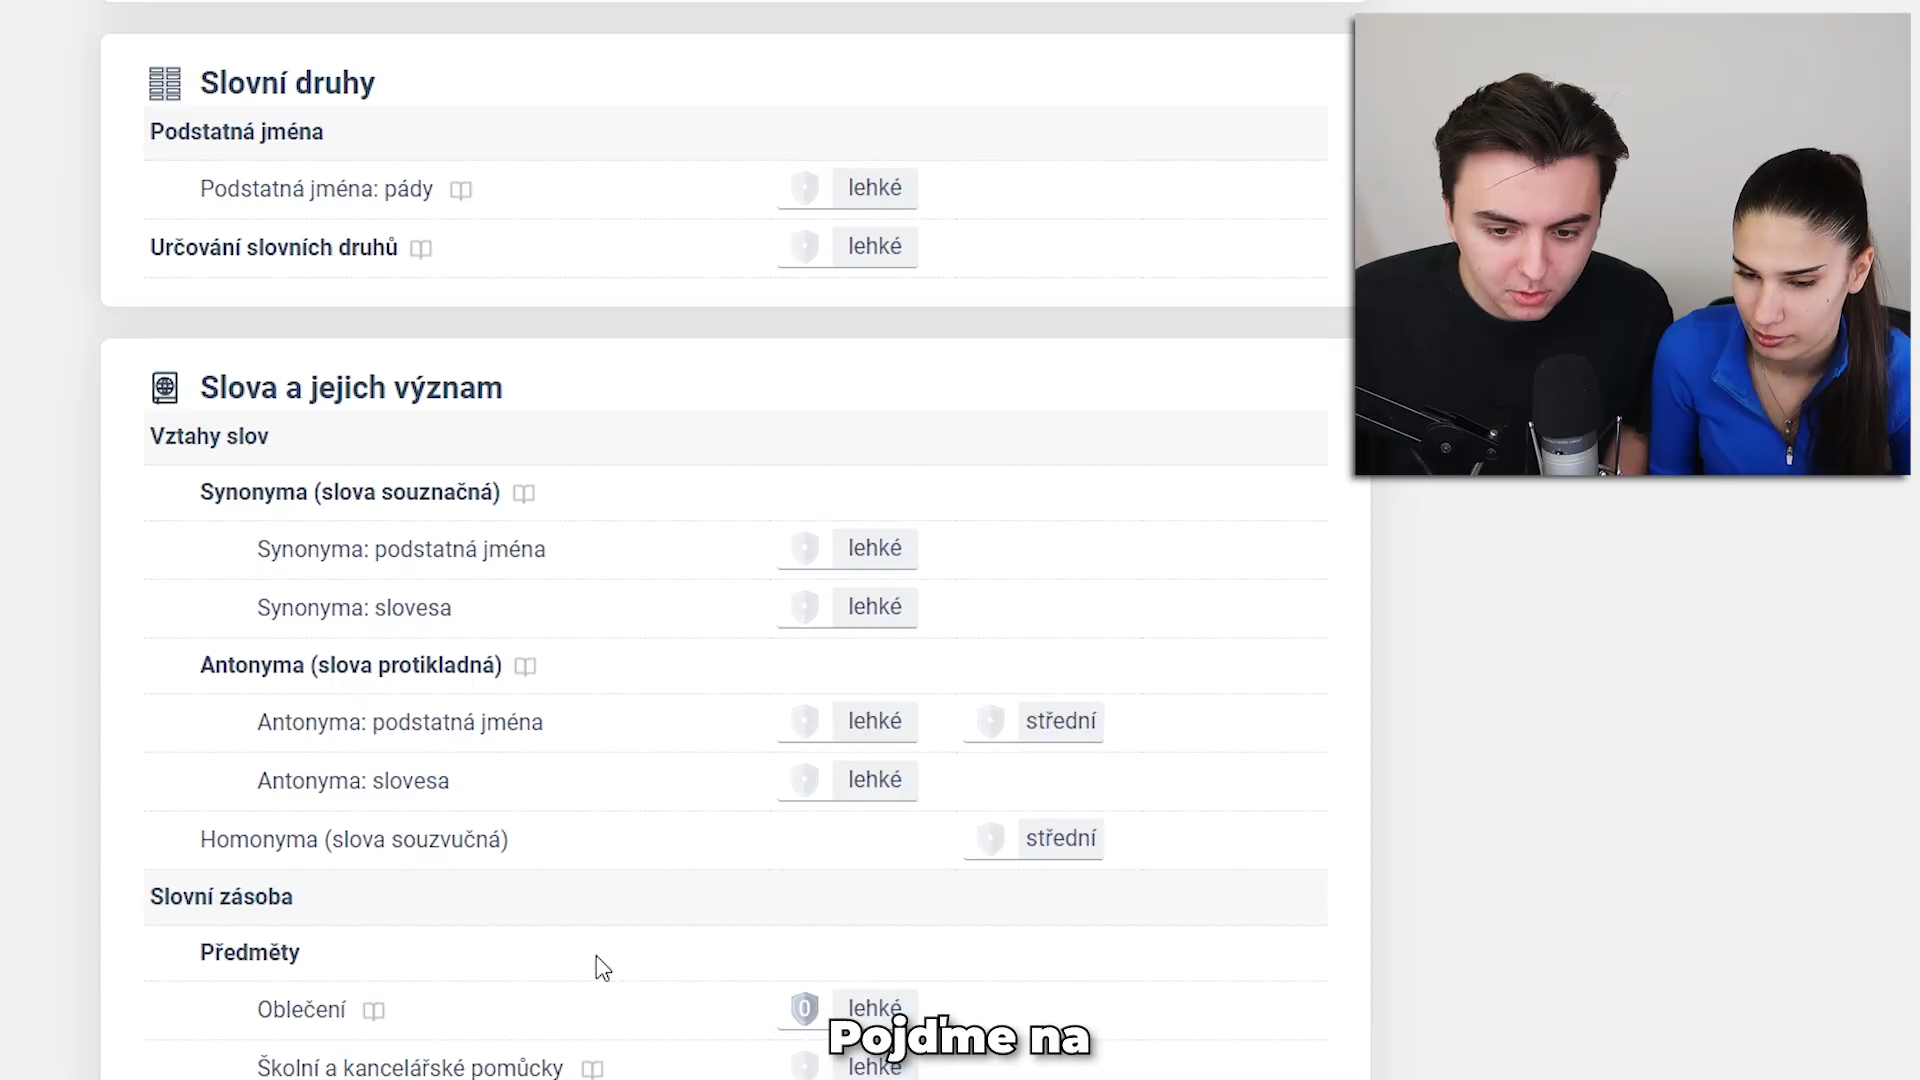 Slovní druhy
Podstatná jména
Podstatná jména: pády lehké
Určování slovních druhů lehké
Slova a jejich význam
Vztahy slov
Synonyma (slova souznačná)
Synonyma: podstatná jména lehké
Synonyma: slovesa lehké
Antonyma (slova protikladná)
Antonyma: podstatná jména lehké střední
Antonyma: slovesa lehké
Homonyma (slova souzvučná) střední
Slovní zásoba
Předměty
Oblečení 0 lehké
Pojďme na
Školní a kancelářské pomůcky lehké